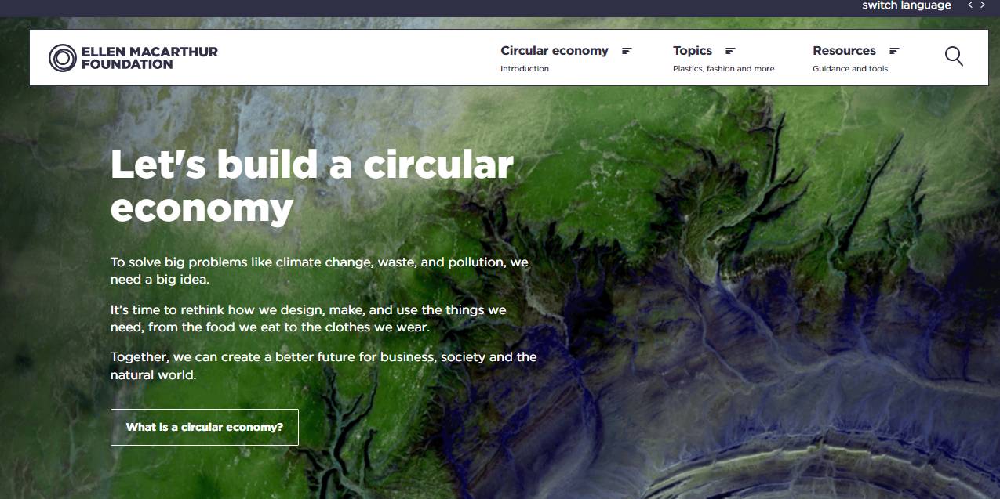 switch language
ELLEN MACARTHUR
FOUNDATION
Circular economy
Introduction
Topics
Plastics, fashion and more
Resources
Guidance and tools
Let's build a circular
economy
To solve big problems like climate change, waste, and pollution, we
need a big idea.
It’s time to rethink how we design, make, and use the things we
need, from the food we eat to the clothes we wear.
Together, we can create a better future for business, society and the
natural world.
What is a circular economy?